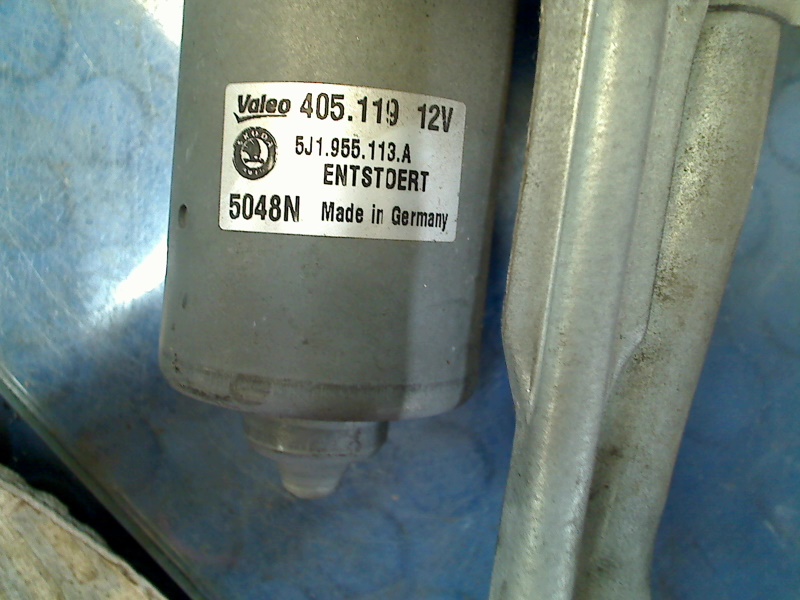 Valeo 405.119 12V
5J1.955.113.A
ENTSTOERT
5048N Made in Germany